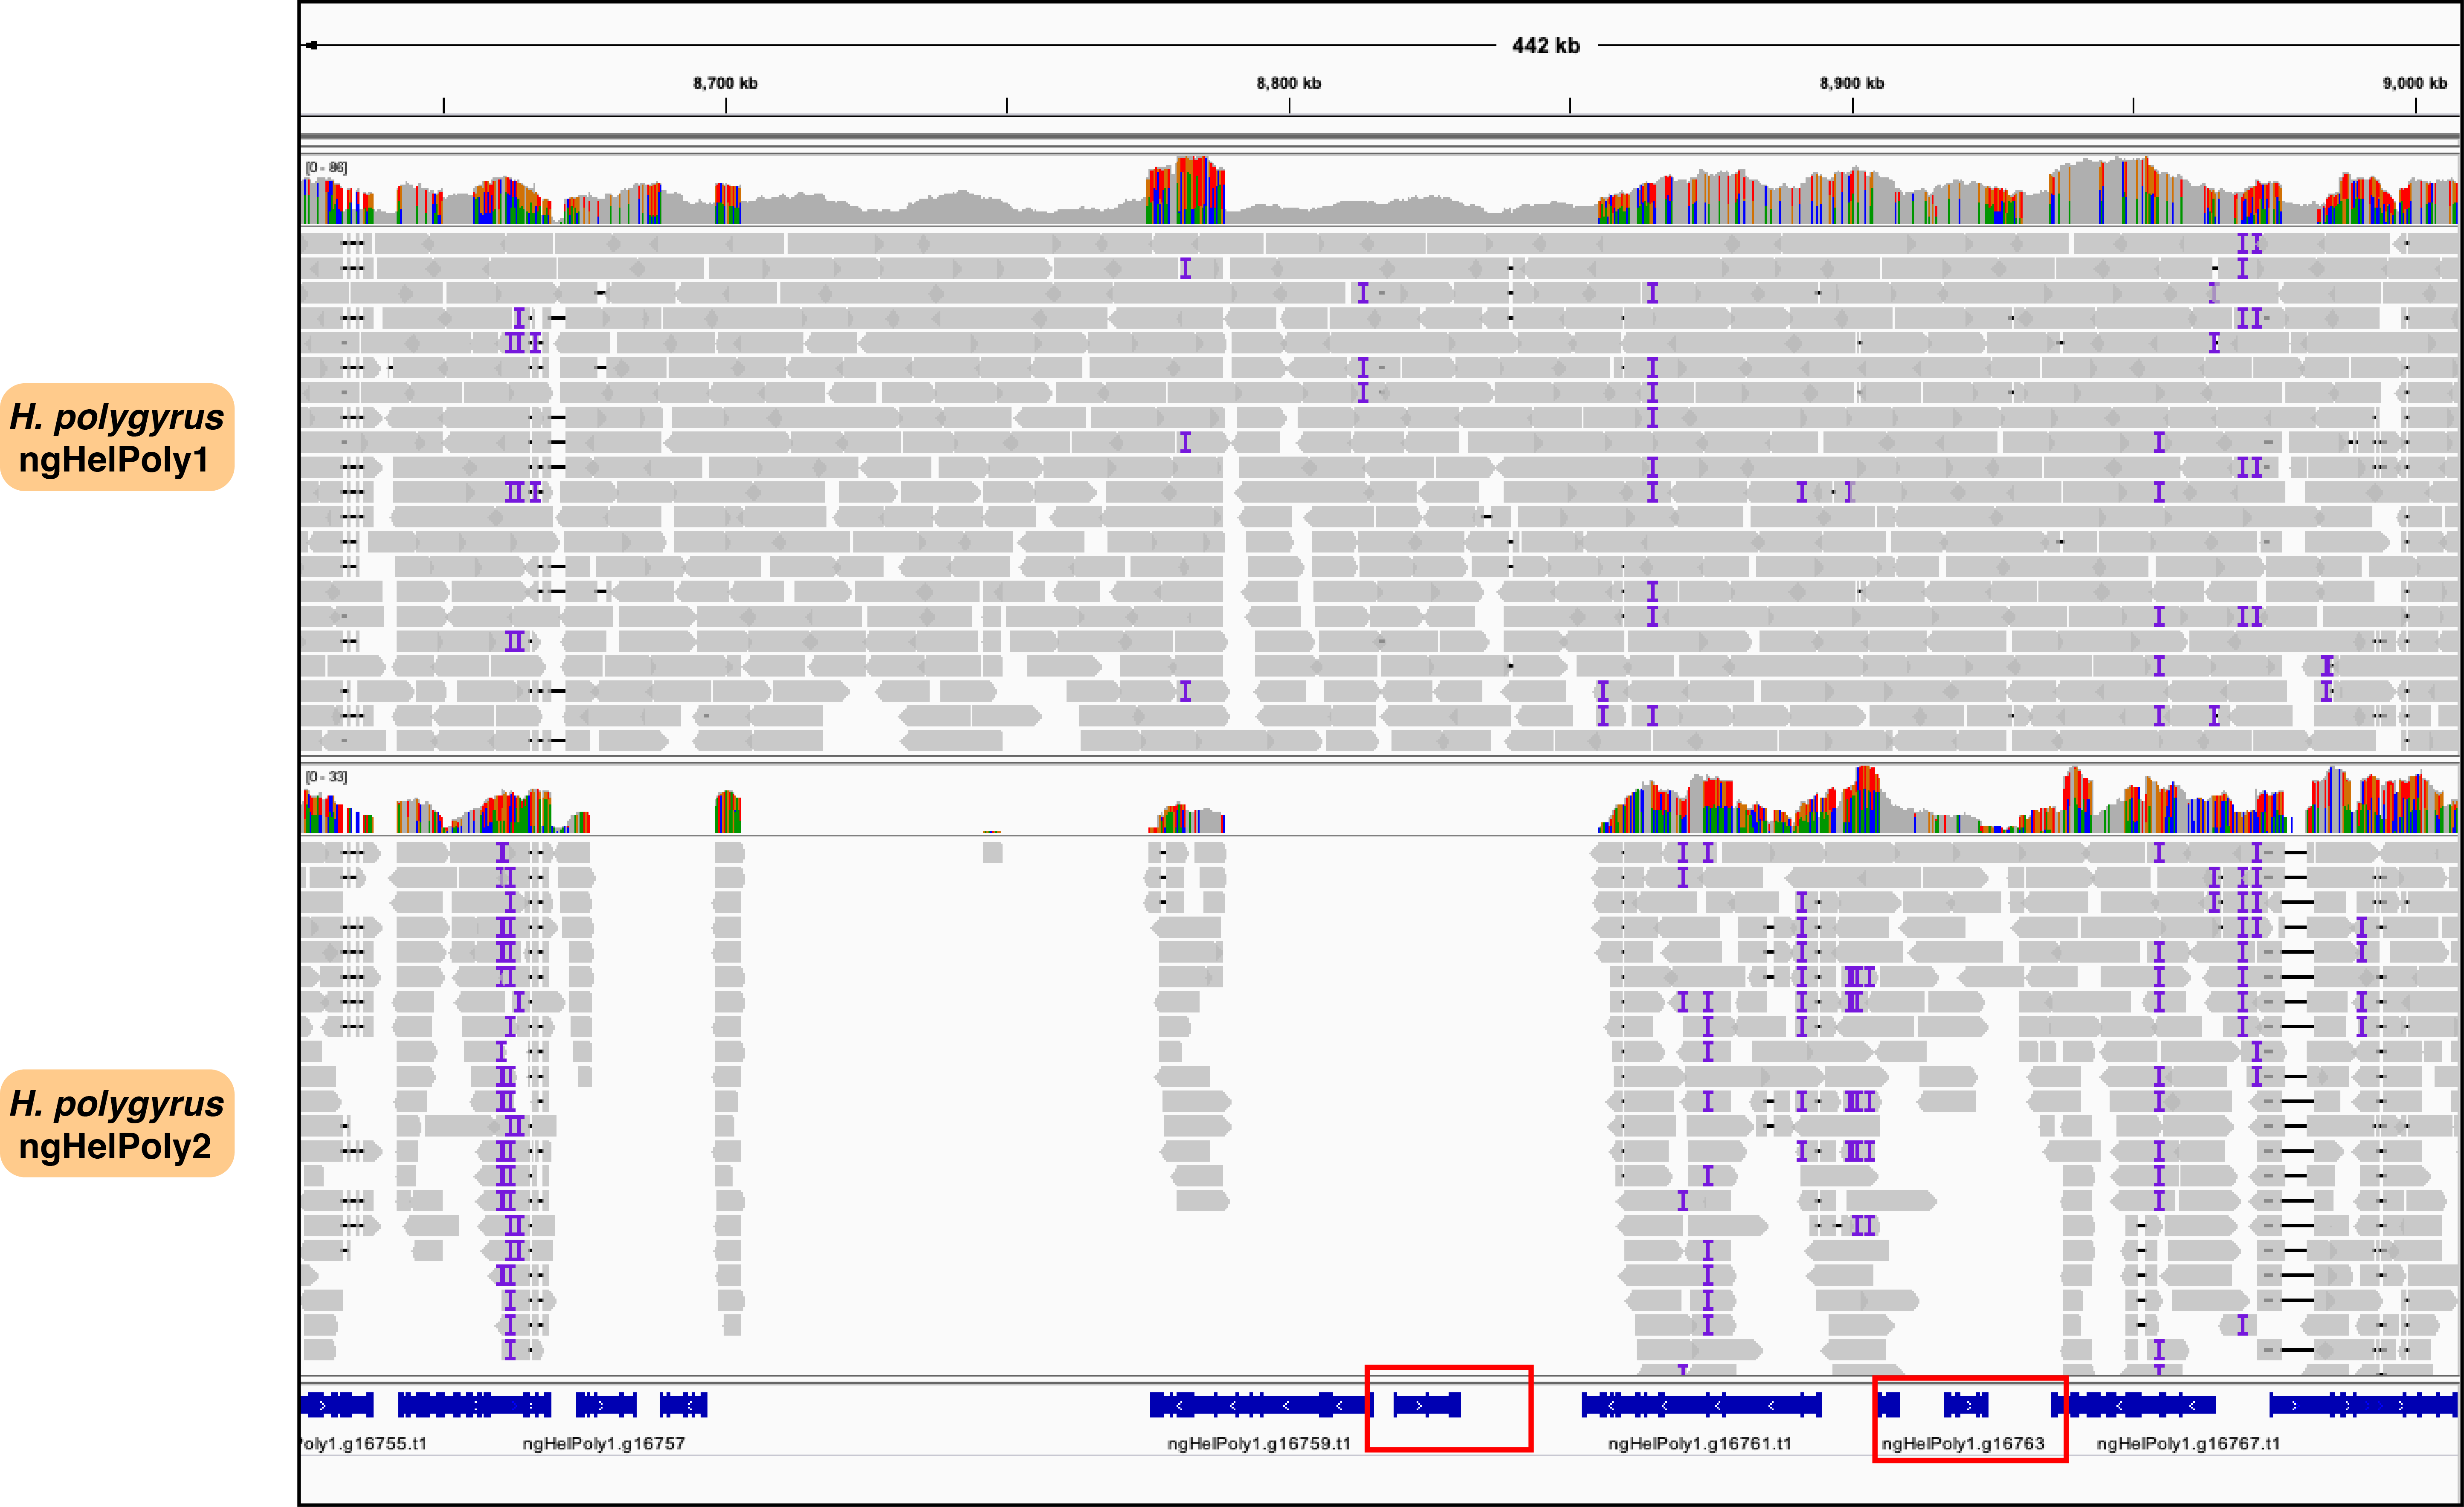 442 kb
8,700 kb
8,800 kb
8,900 kb
9,000 kb
[0 - 86]
H. polygyrus
ngHelPoly1
[0 - 33]
H. polygyrus
ngHelPoly2
Poly1.g16755.t1
ngHelPoly1.g16757
ngHelPoly1.g16759.t1
ngHelPoly1.g16761.t1
ngHelPoly1.g16763
ngHelPoly1.g16767.t1